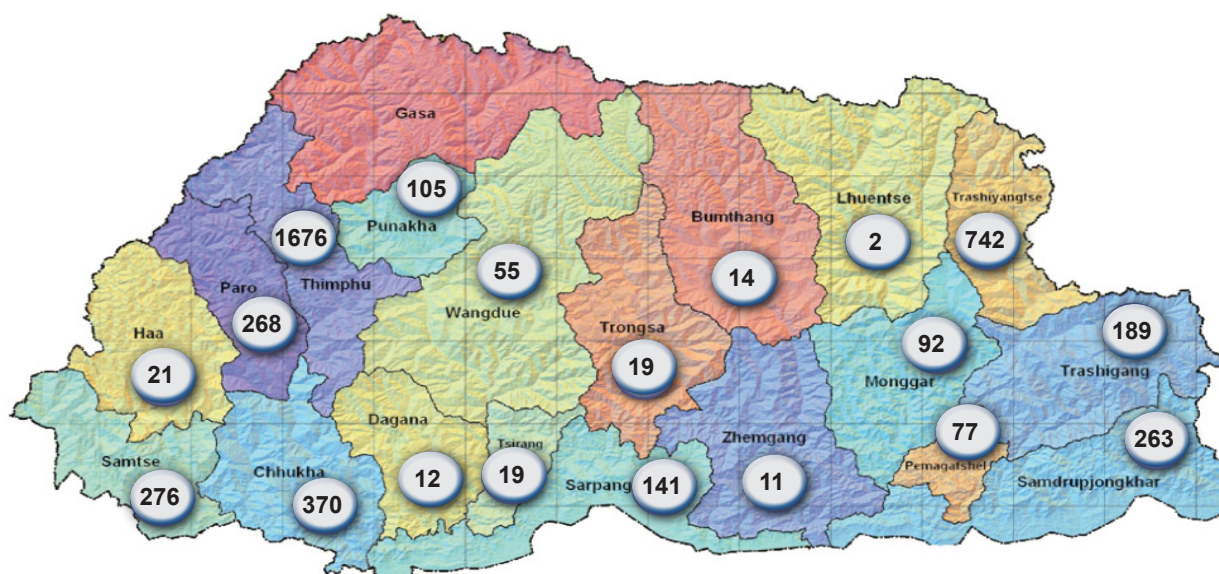 Gasa
105
Punakha
1676
Thimphu
Paro
268
Haa
21
55
Wangdue
Bumthang
14
Lhuentse
2
Trashiyangtse
742
Trongsa
19
92
Monggar
189
Trashigang
Samtse
276
Chhukha
370
Dagana
12
Tsirang
19
Sarpang
141
Zhemgang
11
77
Pemagatshel
263
Samdrupjongkhar